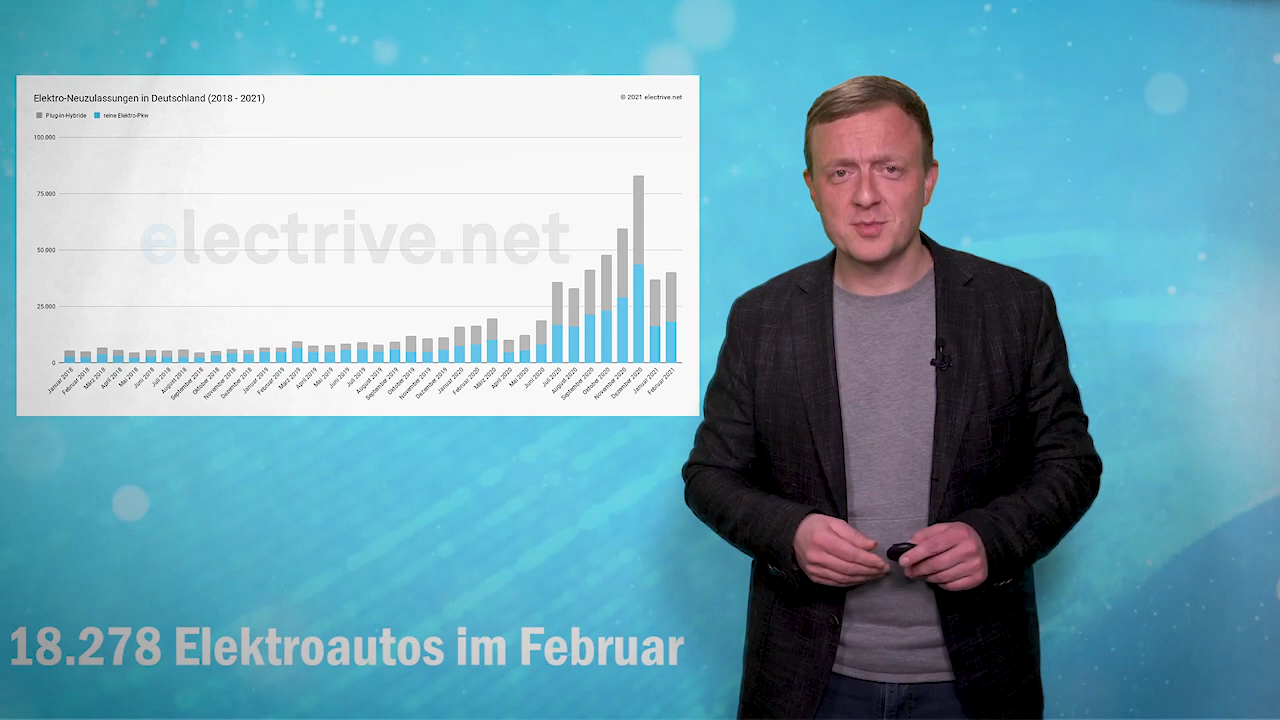 Elektro-Neuzulassungen in Deutschland (2018 - 2021)
© 2021 electrive.net
Plug-in-Hybride
reine Elektro-Pkw
100.000
75.000
50.000
25.000
0
electrive.net
Januar 2018
Februar 2018
März 2018
April 2018
Mai 2018
Juni 2018
Juli 2018
August 2018
September 2018
Oktober 2018
November 2018
Dezember 2018
Januar 2019
Februar 2019
März 2019
April 2019
Mai 2019
Juni 2019
Juli 2019
August 2019
September 2019
Oktober 2019
November 2019
Dezember 2019
Januar 2020
Februar 2020
März 2020
April 2020
Mai 2020
Juni 2020
Juli 2020
August 2020
September 2020
Oktober 2020
November 2020
Dezember 2020
Januar 2021
18.278 Elektroautos im Februar